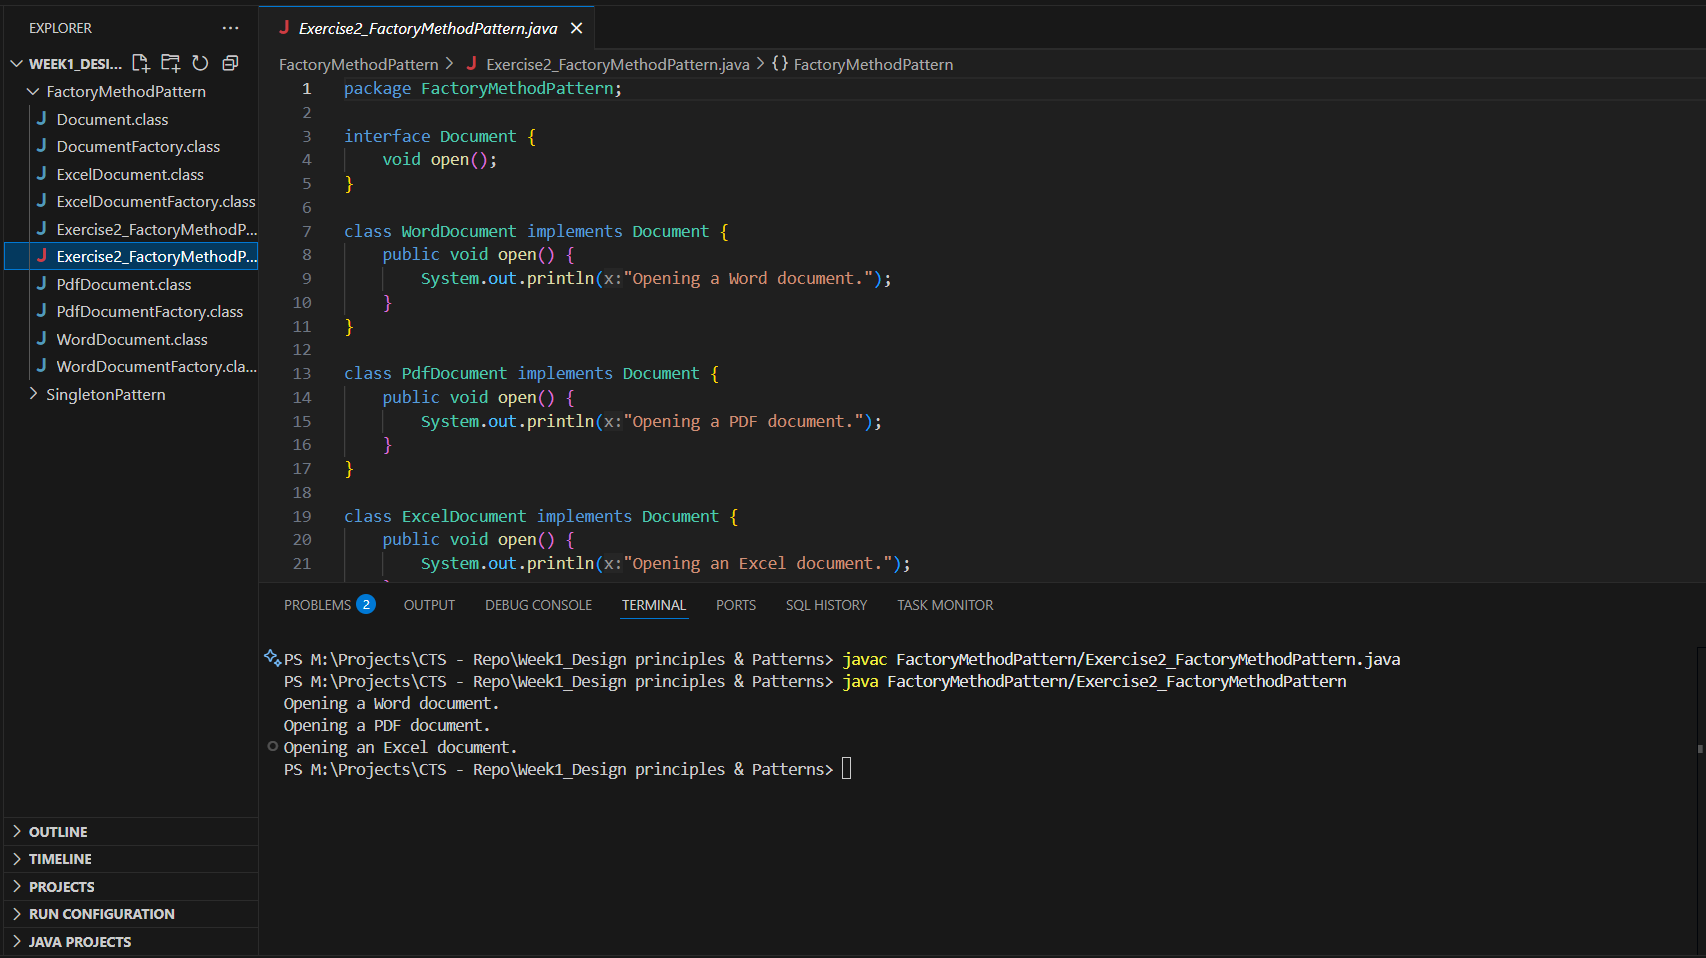 EXPLORER
WEEK1_DESI...
FactoryMethodPattern
J Document.class
J DocumentFactory.class
J ExcelDocument.class
J ExcelDocumentFactory.class
J Exercise2_FactoryMethodP...
J Exercise2_FactoryMethodP...
J PdfDocument.class
J PdfDocumentFactory.class
J WordDocument.class
J WordDocumentFactory.cla...
SingletonPattern
OUTLINE
TIMELINE
PROJECTS
RUN CONFIGURATION
JAVA PROJECTS
J Exercise2_FactoryMethodPattern.java
FactoryMethodPattern > J Exercise2_FactoryMethodPattern.java > {} FactoryMethodPattern
1 package FactoryMethodPattern;
2
3 interface Document {
4 void open();
5 }
6
7 class WordDocument implements Document {
8 public void open() {
9 System.out.println(x:"Opening a Word document.");
10 }
11 }
12
13 class PdfDocument implements Document {
14 public void open() {
15 System.out.println(x:"Opening a PDF document.");
16 }
17 }
18
19 class ExcelDocument implements Document {
20 public void open() {
21 System.out.println(x:"Opening an Excel document.");
PROBLEMS 2 OUTPUT DEBUG CONSOLE TERMINAL PORTS SQL HISTORY TASK MONITOR
PS M:\Projects\CTS - Repo\Week1_Design principles & Patterns> javac FactoryMethodPattern/Exercise2_FactoryMethodPattern.java
PS M:\Projects\CTS - Repo\Week1_Design principles & Patterns> java FactoryMethodPattern/Exercise2_FactoryMethodPattern
Opening a Word document.
Opening a PDF document.
Opening an Excel document.
PS M:\Projects\CTS - Repo\Week1_Design principles & Patterns>